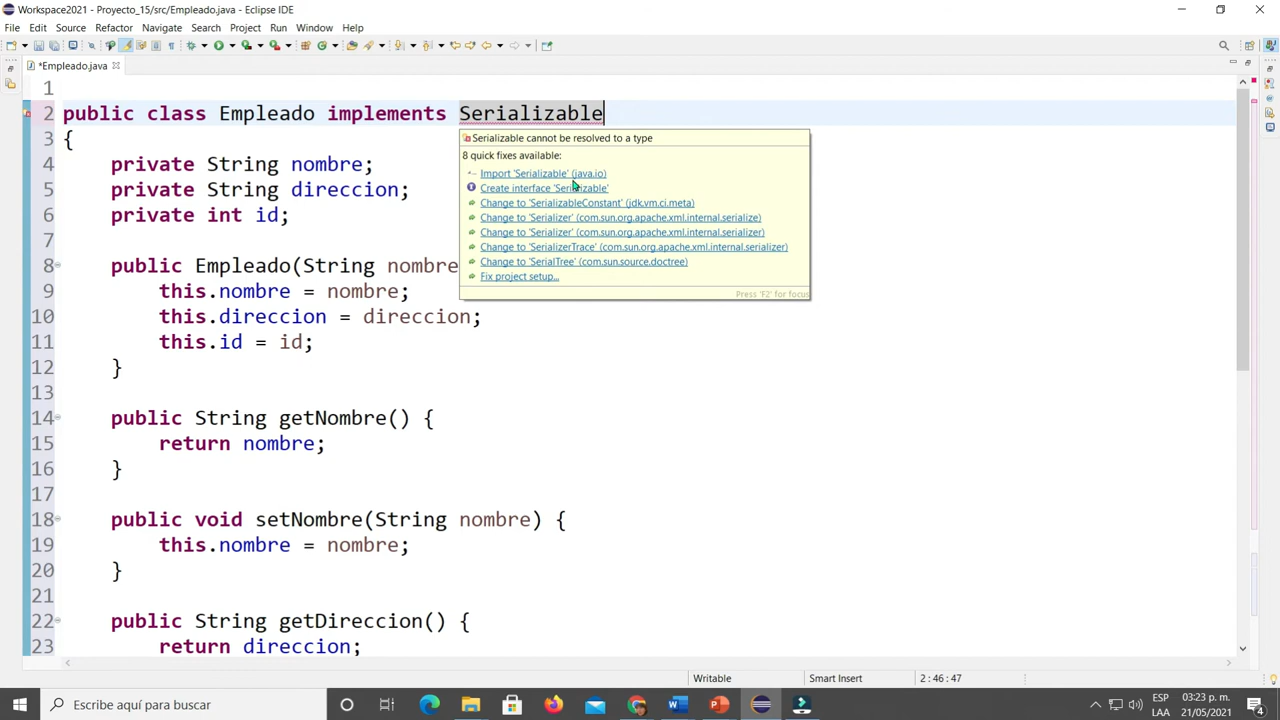 Workspace2021 - Proyecto_15/src/Empleado.java - Eclipse IDE
File Edit Source Refactor Navigate Search Project Run Window Help
*Empleado.java
1
2 public class Empleado implements Serializable
3 {
4 private String nombre;
5 private String direccion;
6 private int id;
7
8 public Empleado(String nombre
9 this.nombre = nombre;
10 this.direccion = direccion;
11 this.id = id;
12 }
13
14 public String getNombre() {
15 return nombre;
16 }
17
18 public void setNombre(String nombre) {
19 this.nombre = nombre;
20 }
21
22 public String getDireccion() {
23 return direccion;
Serializable cannot be resolved to a type
8 quick fixes available:
Import 'Serializable' (java.io)
Create interface 'Serializable'
Change to 'SerializableConstant' (jdk.vm.ci.meta)
Change to 'Serializer' (com.sun.org.apache.xml.internal.serialize)
Change to 'Serializer' (com.sun.org.apache.xml.internal.serializer)
Change to 'SerializerTrace' (com.sun.org.apache.xml.internal.serializer)
Change to 'SerialTree' (com.sun.source.doctree)
Fix project setup...
Press 'F2' for focus
Writable Smart Insert 2 : 46 : 47
Escribe aquí para buscar
ESP 03:23 p. m.
LAA 21/05/2021 4